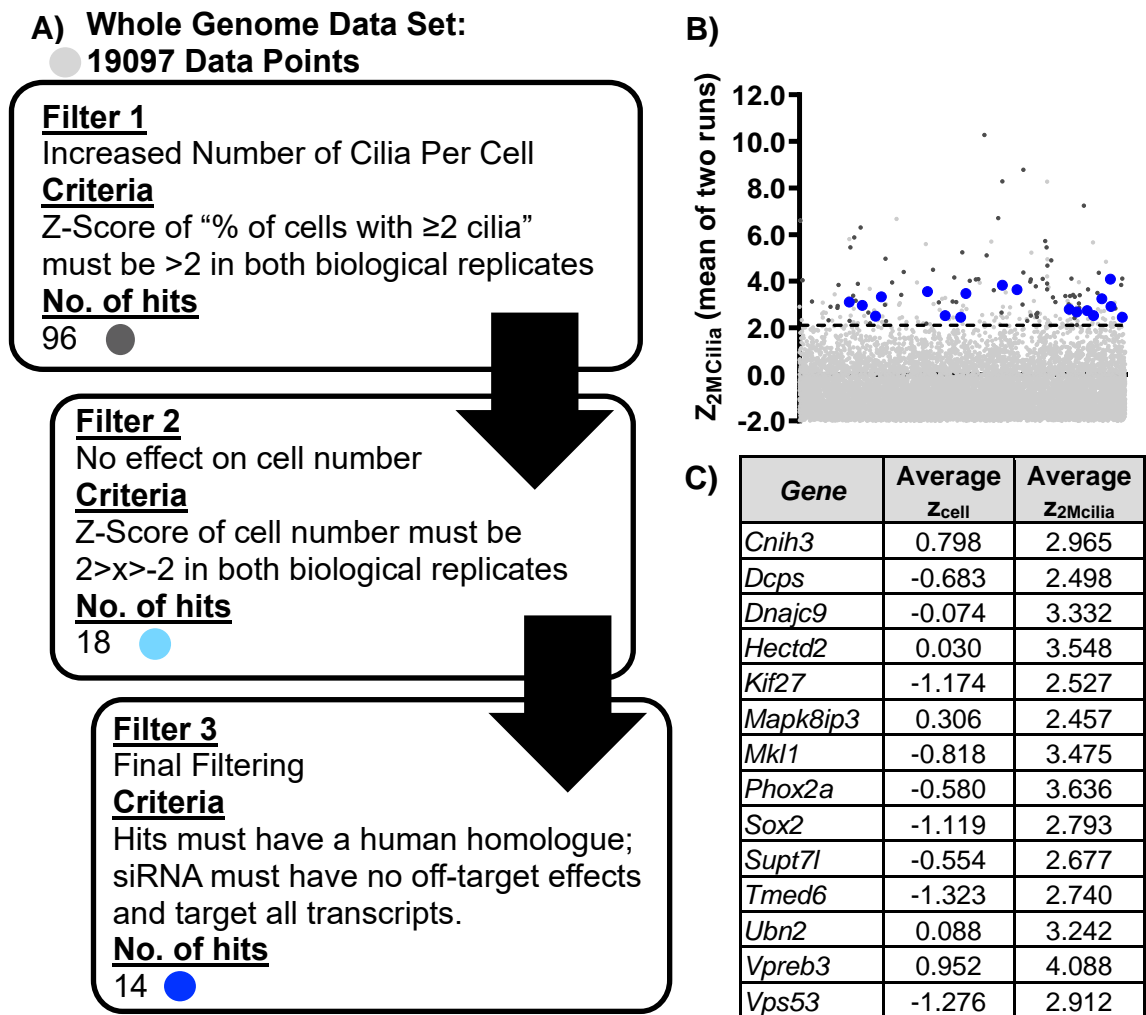 A) Whole Genome Data Set:
19097 Data Points
Filter 1
Increased Number of Cilia Per Cell
Criteria
Z-Score of “% of cells with ≥2 cilia”
must be >2 in both biological replicates
No. of hits
96
Filter 2
No effect on cell number
Criteria
Z-Score of cell number must be
2>x>-2 in both biological replicates
No. of hits
18
Filter 3
Final Filtering
Criteria
Hits must have a human homologue;
siRNA must have no off-target effects
and target all transcripts.
No. of hits
14
B)
Z2MCilia (mean of two runs)
12.0
10.0
8.0
6.0
4.0
2.0
0.0
-2.0
C)
Gene Average zcell Average z2Mcilia
Cnih3 0.798 2.965
Dcps -0.683 2.498
Dnajc9 -0.074 3.332
Hectd2 0.030 3.548
Kif27 -1.174 2.527
Mapk8ip3 0.306 2.457
Mkl1 -0.818 3.475
Phox2a -0.580 3.636
Sox2 -1.119 2.793
Supt7l -0.554 2.677
Tmed6 -1.323 2.740
Ubn2 0.088 3.242
Vpreb3 0.952 4.088
Vps53 -1.276 2.912